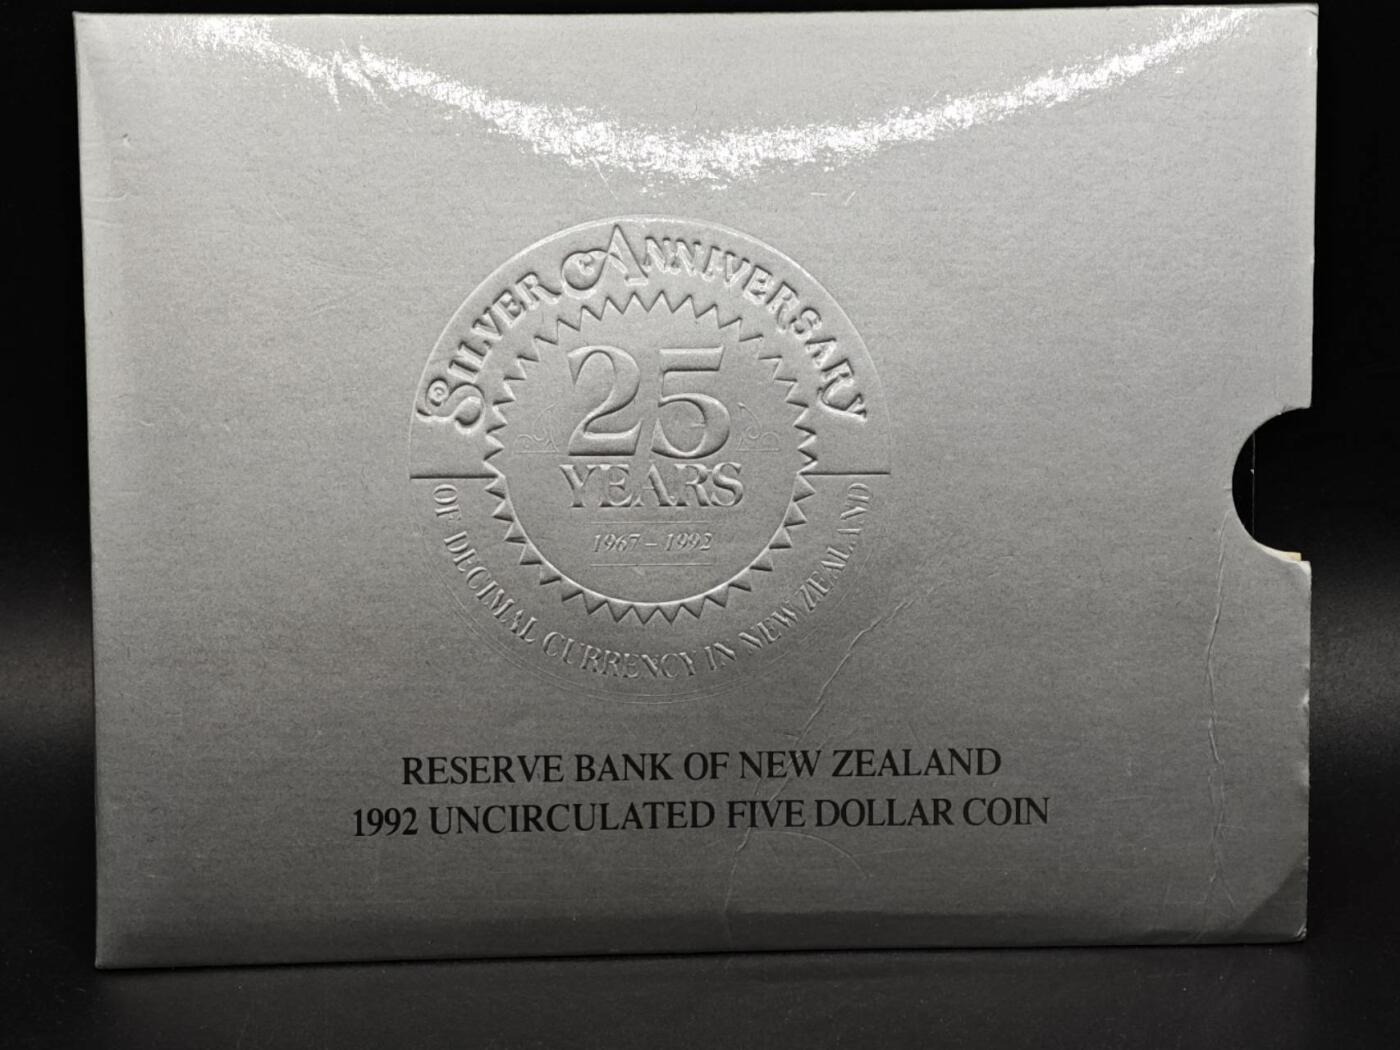 SILVER ANNIVERSARY
25
YEARS
1967 – 1992
OF DECIMAL CURRENCY IN NEW ZEALAND
RESERVE BANK OF NEW ZEALAND
1992 UNCIRCULATED FIVE DOLLAR COIN